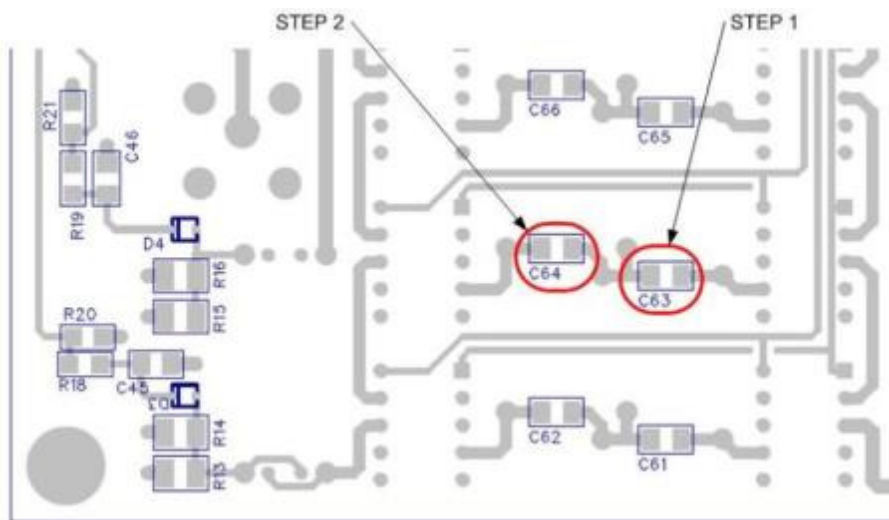 STEP 2
STEP 1
R21
C46
C66
C65
R19
D4
R16
C64
C63
R15
R20
R18
C45
D3
R14
C62
C61
R13